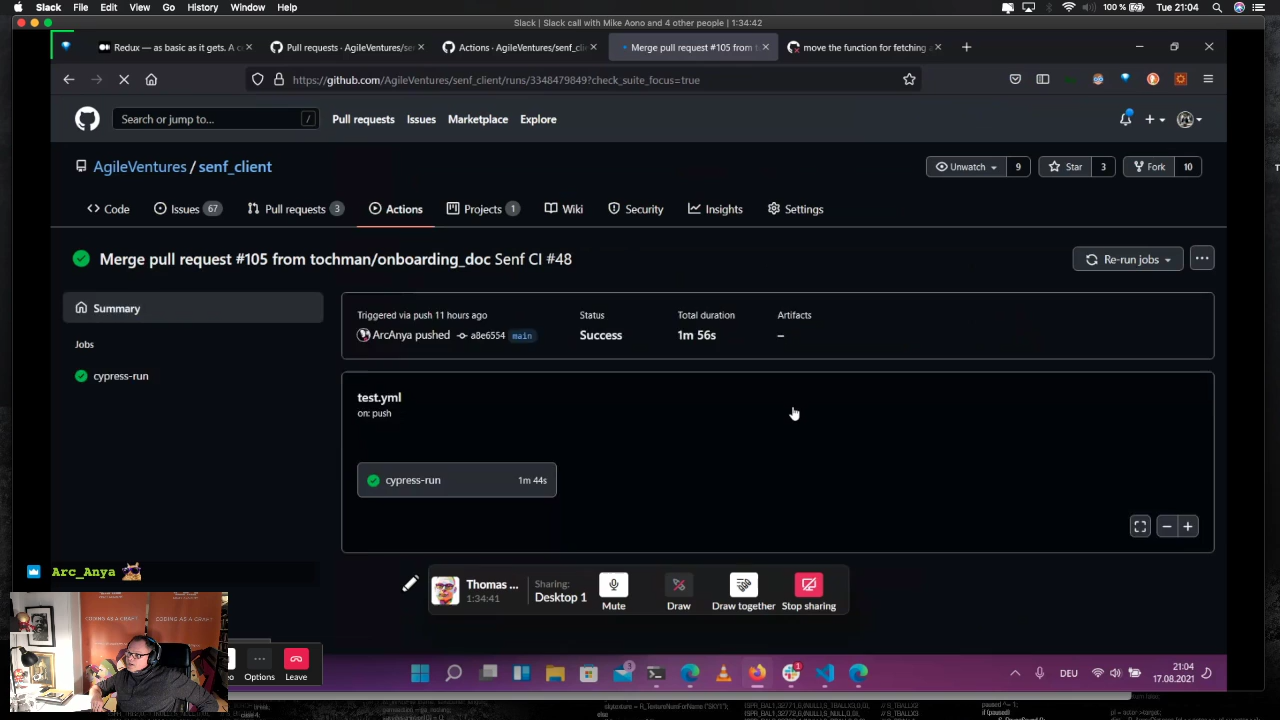 Slack File Edit View Go History Window Help 100 % Tue 21:04
Slack call with Mike Aono and 4 other people | 1:34:42
Redux — as basic as it gets. A c
Pull requests · AgileVentures/se
Actions · AgileVentures/senf_cli
Merge pull request #105 from t
move the function for fetching a
https://github.com/AgileVentures/senf_client/runs/3348479849?check_suite_focus=true
Search or jump to... / Pull requests Issues Marketplace Explore
AgileVentures / senf_client Unwatch 9 Star 3 Fork 10
Code Issues 67 Pull requests 3 Actions Projects 1 Wiki Security Insights Settings
Merge pull request #105 from tochman/onboarding_doc Senf CI #48 Re-run jobs
Summary
Jobs
cypress-run
Triggered via push 11 hours ago Status Total duration Artifacts
ArcAnya pushed a8e6554 main Success 1m 56s –
test.yml
on: push
cypress-run 1m 44s
Arc_Anya
Thomas ... Sharing:
1:34:41 Desktop 1
Mute Draw Draw together Stop sharing
CODING AS A CRAFT
Options Leave
DEU 21:04
17.08.2021